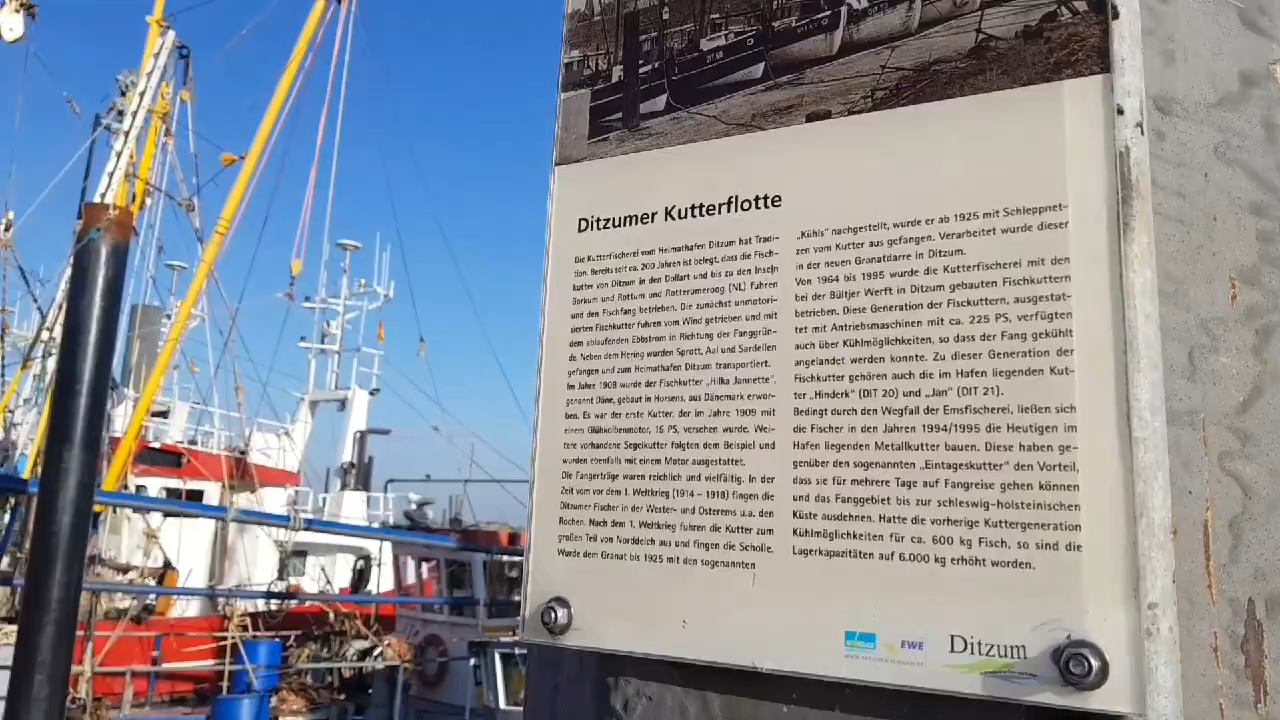 DIT 59
Ditzumer Kutterflotte
Die Kutterfischerei vom Heimathafen Ditzum hat Tradi-
tion. Bereits seit ca. 200 Jahren ist belegt, dass die Fisch-
kutter von Ditzum in den Dollart und bis zu den Inseln
Borkum und Rottum und Rottumeroog (NL) fuhren
und den Fischfang betrieben. Die zunächst unmotori-
sierten Fischkutter fuhren vom Wind getrieben und mit
dem ablaufenden Ebbstrom in Richtung der Fanggrün-
de. Neben dem Hering wurden Sprott, Aal und Sardellen
gefangen und zum Heimathafen Ditzum transportiert.
Im Jahre 1908 wurde der Fischkutter „Hilka Jannette",
genannt Düne, gebaut in Horsens, aus Dänemark erwor-
ben. Es war der erste Kutter, der im Jahre 1909 mit
einem Glühkolbenmotor, 15 PS, versehen wurde. Wei-
tere vorhandene Segelkutter folgten dem Beispiel und
wurden ebenfalls mit einem Motor ausgestattet.
Die Fangerträge waren reichlich und vielfältig. In der
Zeit vom vor dem 1. Weltkrieg (1914 – 1918) fingen die
Ditzumer Fischer in der Wester- und Osterems u.a. den
Rochen. Nach dem 1. Weltkrieg fuhren die Kutter zum
großen Teil von Norddeich aus und fingen die Scholle.
Wurde dem Granat bis 1925 mit den sogenannten
„Kühls" nachgestellt, wurde er ab 1925 mit Schleppnet-
zen vom Kutter aus gefangen. Verarbeitet wurde dieser
in der neuen Granatdarre in Ditzum.
Von 1964 bis 1995 wurde die Kutterfischerei mit den
bei der Bültjer Werft in Ditzum gebauten Fischkuttern
betrieben. Diese Generation der Fisckuttern, ausgestat-
tet mit Antriebsmaschinen mit ca. 225 PS, verfügten
auch über Kühlmöglichkeiten, so dass der Fang gekühlt
angelandet werden konnte. Zu dieser Generation der
Fischkutter gehören auch die im Hafen liegenden Kut-
ter „Hinderk" (DIT 20) und „Jan" (DIT 21).
Bedingt durch den Wegfall der Emsfischerei, ließen sich
die Fischer in den Jahren 1994/1995 die Heutigen im
Hafen liegenden Metallkutter bauen. Diese haben ge-
genüber den sogenannten „Eintageskutter" den Vorteil,
dass sie für mehrere Tage auf Fangreise gehen können
und das Fanggebiet bis zur schleswig-holsteinischen
Küste ausdehnen. Hatte die vorherige Kuttergeneration
Kühlmöglichkeiten für ca. 600 kg Fisch, so sind die
Lagerkapazitäten auf 6.000 kg erhöht worden.
EWE
Ditzum